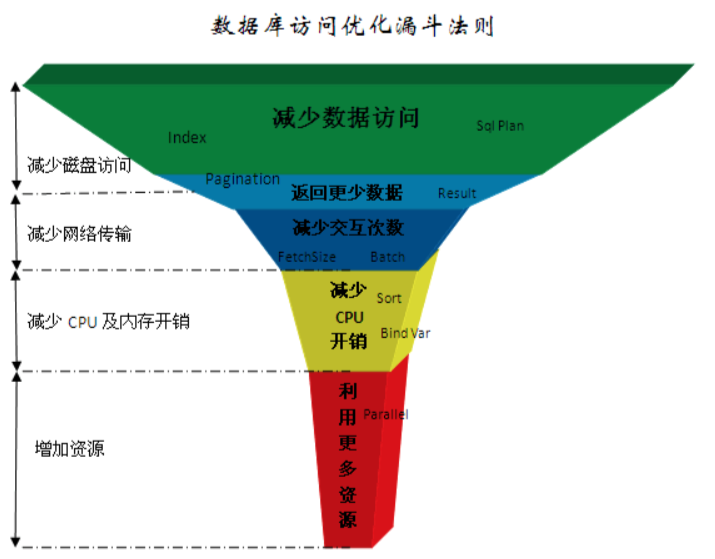 数据库访问优化漏斗法则
减少数据访问
Index
Sql Plan
减少磁盘访问
Pagination
返回更少数据
Result
减少网络传输
减少交互次数
FetchSize
Batch
减少 CPU 及内存开销
减少
CPU
开销
Sort
Bind Var
增加资源
利
用
更
多
资
源
Parallel